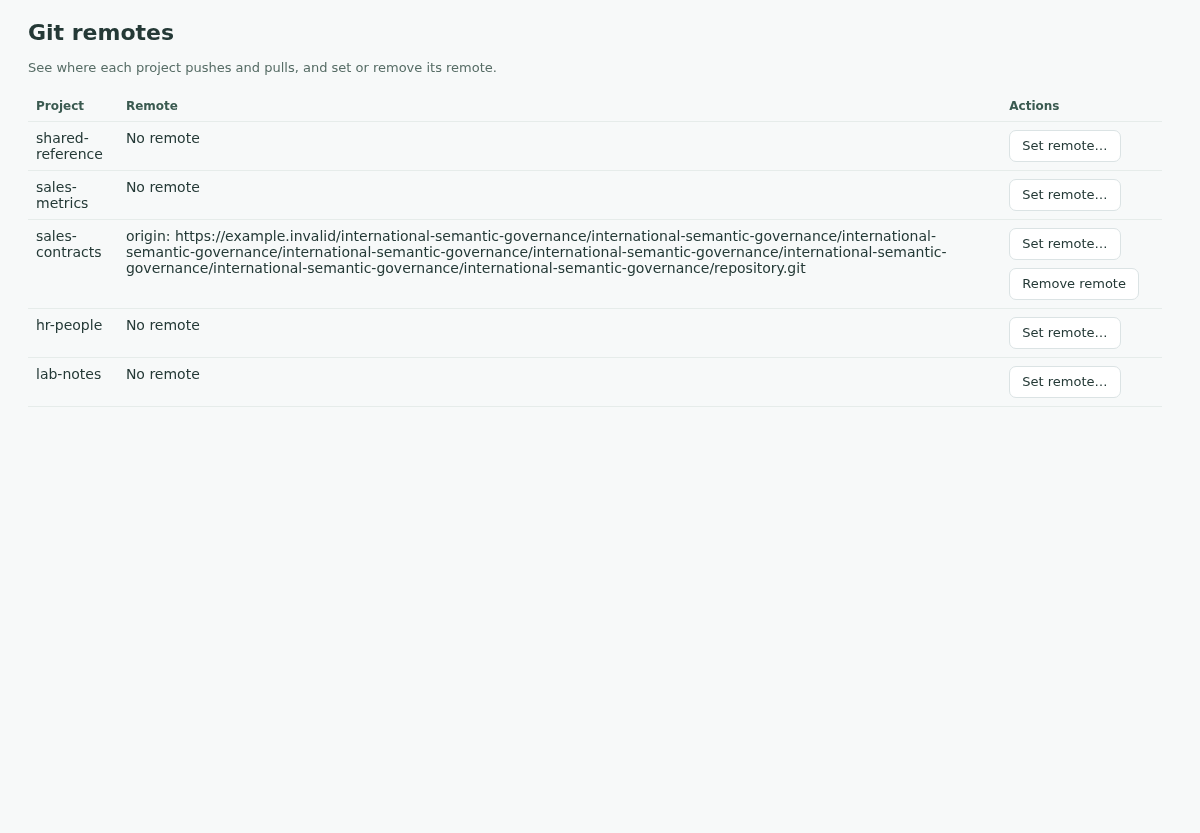 Git remotes
See where each project pushes and pulls, and set or remove its remote.
Project Remote Actions
shared-
reference
No remote
Set remote...
sales-
metrics
No remote
Set remote...
sales-
contracts
origin: https://example.invalid/international-semantic-governance/international-semantic-governance/international-
semantic-governance/international-semantic-governance/international-semantic-governance/international-semantic-
governance/international-semantic-governance/international-semantic-governance/repository.git
Set remote...
Remove remote
hr-people No remote Set remote...
lab-notes No remote Set remote...